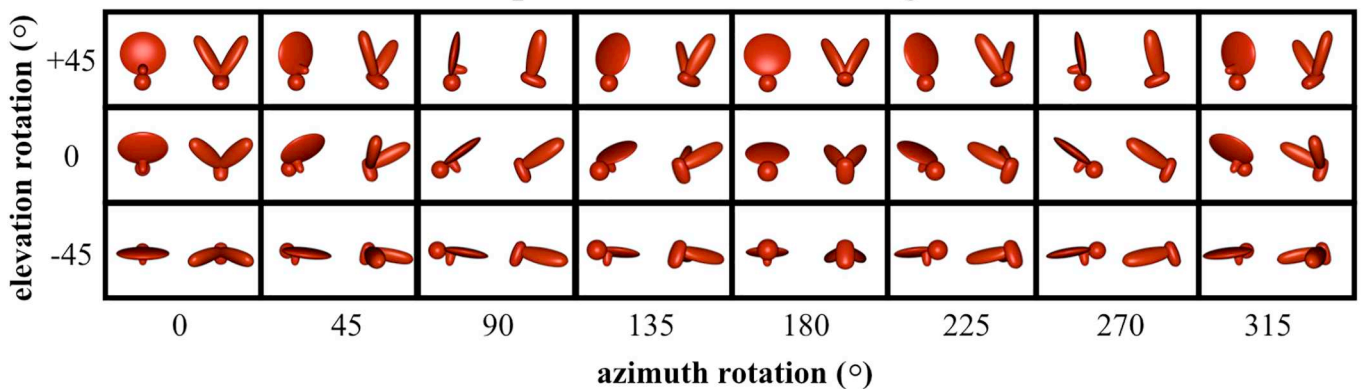 elevation rotation (°)
+45
0
-45
0 45 90 135 180 225 270 315
azimuth rotation (°)